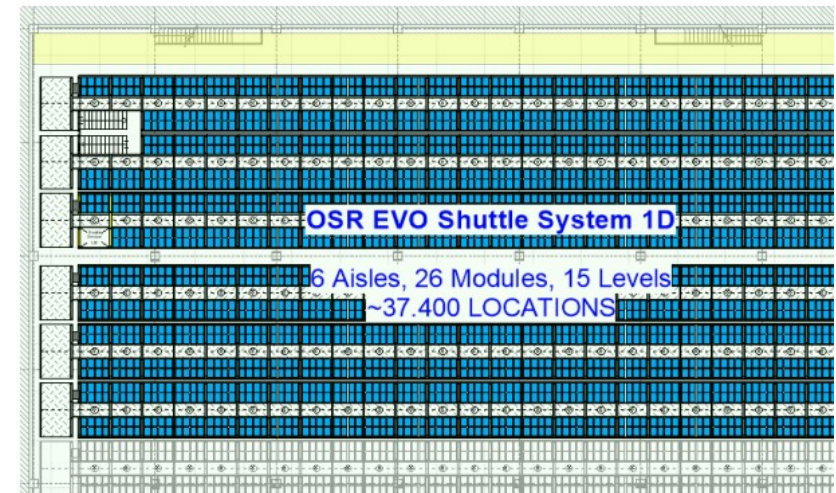 OSR EVO Shuttle System 1D
6 Aisles, 26 Modules, 15 Levels
~37.400 LOCATIONS